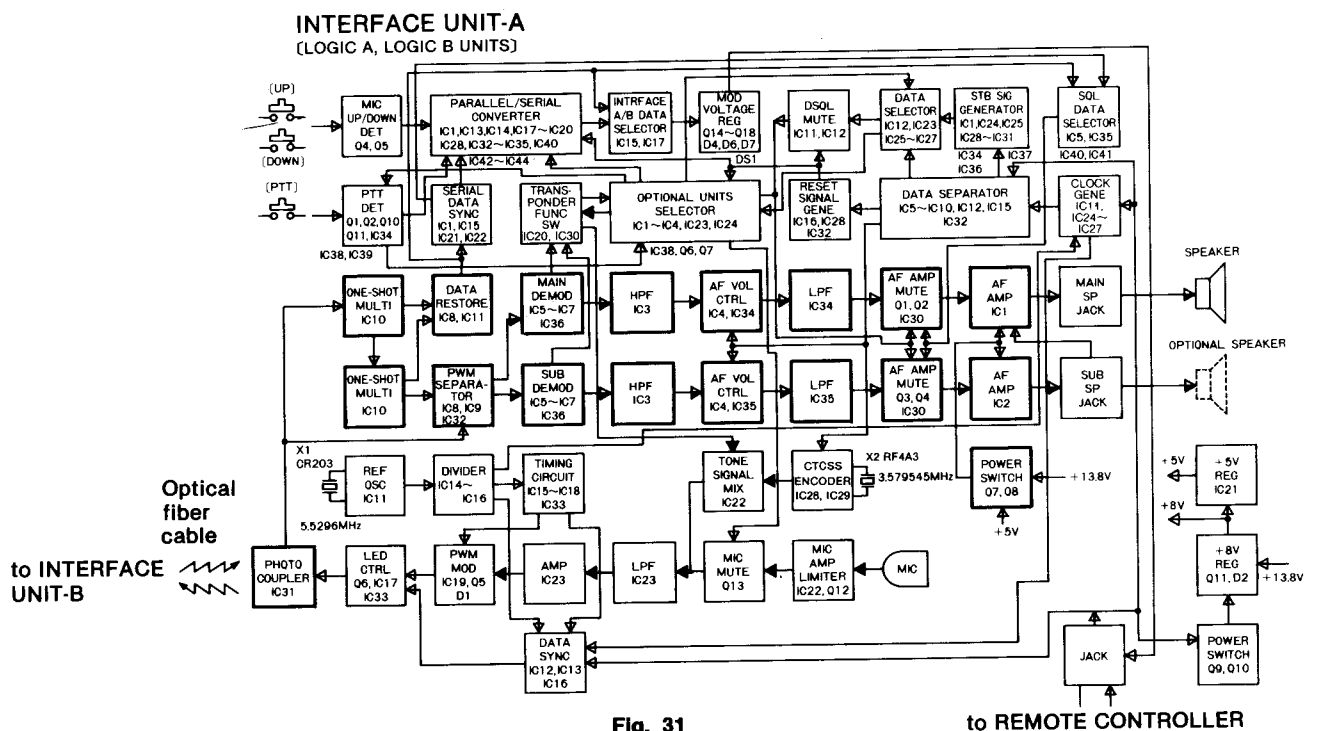 INTERFACE UNIT-A
(LOGIC A, LOGIC B UNITS)
(UP)
(DOWN)
(PTT)
MIC
UP/DOWN
DET
Q4, Q5
PARALLEL/SERIAL
CONVERTER
IC1, IC13, IC14, IC17~IC20
IC28, IC32~IC35, IC40
IC42~IC44
INTRFACE
A/B DATA
SELECTOR
IC15, IC17
MOD
VOLTAGE
REG
Q14~Q18
D4, D6, D7
DS1
DSQL
MUTE
IC11, IC12
DATA
SELECTOR
IC12, IC23
IC25~IC27
STB SIG
GENERATOR
IC1, IC24, IC25
IC28~IC31
IC34
IC36
IC37
SQL DATA
SELECTOR
IC5, IC35
IC40, IC41
PTT
DET
Q1, Q2, Q10
Q11, IC34
IC38, IC39
SERIAL
DATA
SYNC
IC1, IC15
IC21, IC22
TRANS-
PONDER
FUNC
SW
IC20, IC30
OPTIONAL UNITS
SELECTOR
IC1~IC4, IC23, IC24
IC38, Q6, Q7
RESET
SIGNAL
GENE
IC16, IC28
IC32
DATA SEPARATOR
IC5~IC10, IC12, IC15
IC32
CLOCK
GENE
IC11,
IC24~
IC27
ONE-SHOT
MULTI
IC10
DATA
RESTORE
IC8, IC11
MAIN
DEMOD
IC5~IC7
IC36
HPF
IC3
AF VOL
CTRL
IC4, IC34
LPF
IC34
AF AMP
MUTE
Q1, Q2
IC30
AF
AMP
IC1
MAIN
SP
JACK
SPEAKER
ONE-SHOT
MULTI
IC10
PWM
SEPARA-
TOR
IC8, IC9
IC32
SUB
DEMOD
IC5~IC7
IC36
HPF
IC3
AF VOL
CTRL
IC4, IC35
LPF
IC35
AF AMP
MUTE
Q3, Q4
IC30
AF
AMP
IC2
SUB
SP
JACK
OPTIONAL SPEAKER
X1
CR203
5.5296MHz
REF
OSC
IC11
DIVIDER
IC14~
IC16
TIMING
CIRCUIT
IC15~IC18
IC33
TONE
SIGNAL
MIX
IC22
CTCSS
ENCODER
IC28, IC29
X2 RF4A3
3.579545MHz
POWER
SWITCH
Q7, Q8
+13.8V
+5V
+5V
+5V
REG
IC21
+8V
+8V
REG
Q11, D2
+13.8V
POWER
SWITCH
Q9, Q10
Optical
fiber
cable
to INTERFACE
UNIT-B
PHOTO
COUPLER
IC31
LED
CTRL
Q6, IC17
IC33
PWM
MOD
IC19, Q5
D1
AMP
IC23
LPF
IC23
MIC
MUTE
Q13
MIC
AMP
LIMITER
IC22, Q12
MIC
DATA
SYNC
IC12, IC13
IC16
JACK
Fig. 31
to REMOTE CONTROLLER